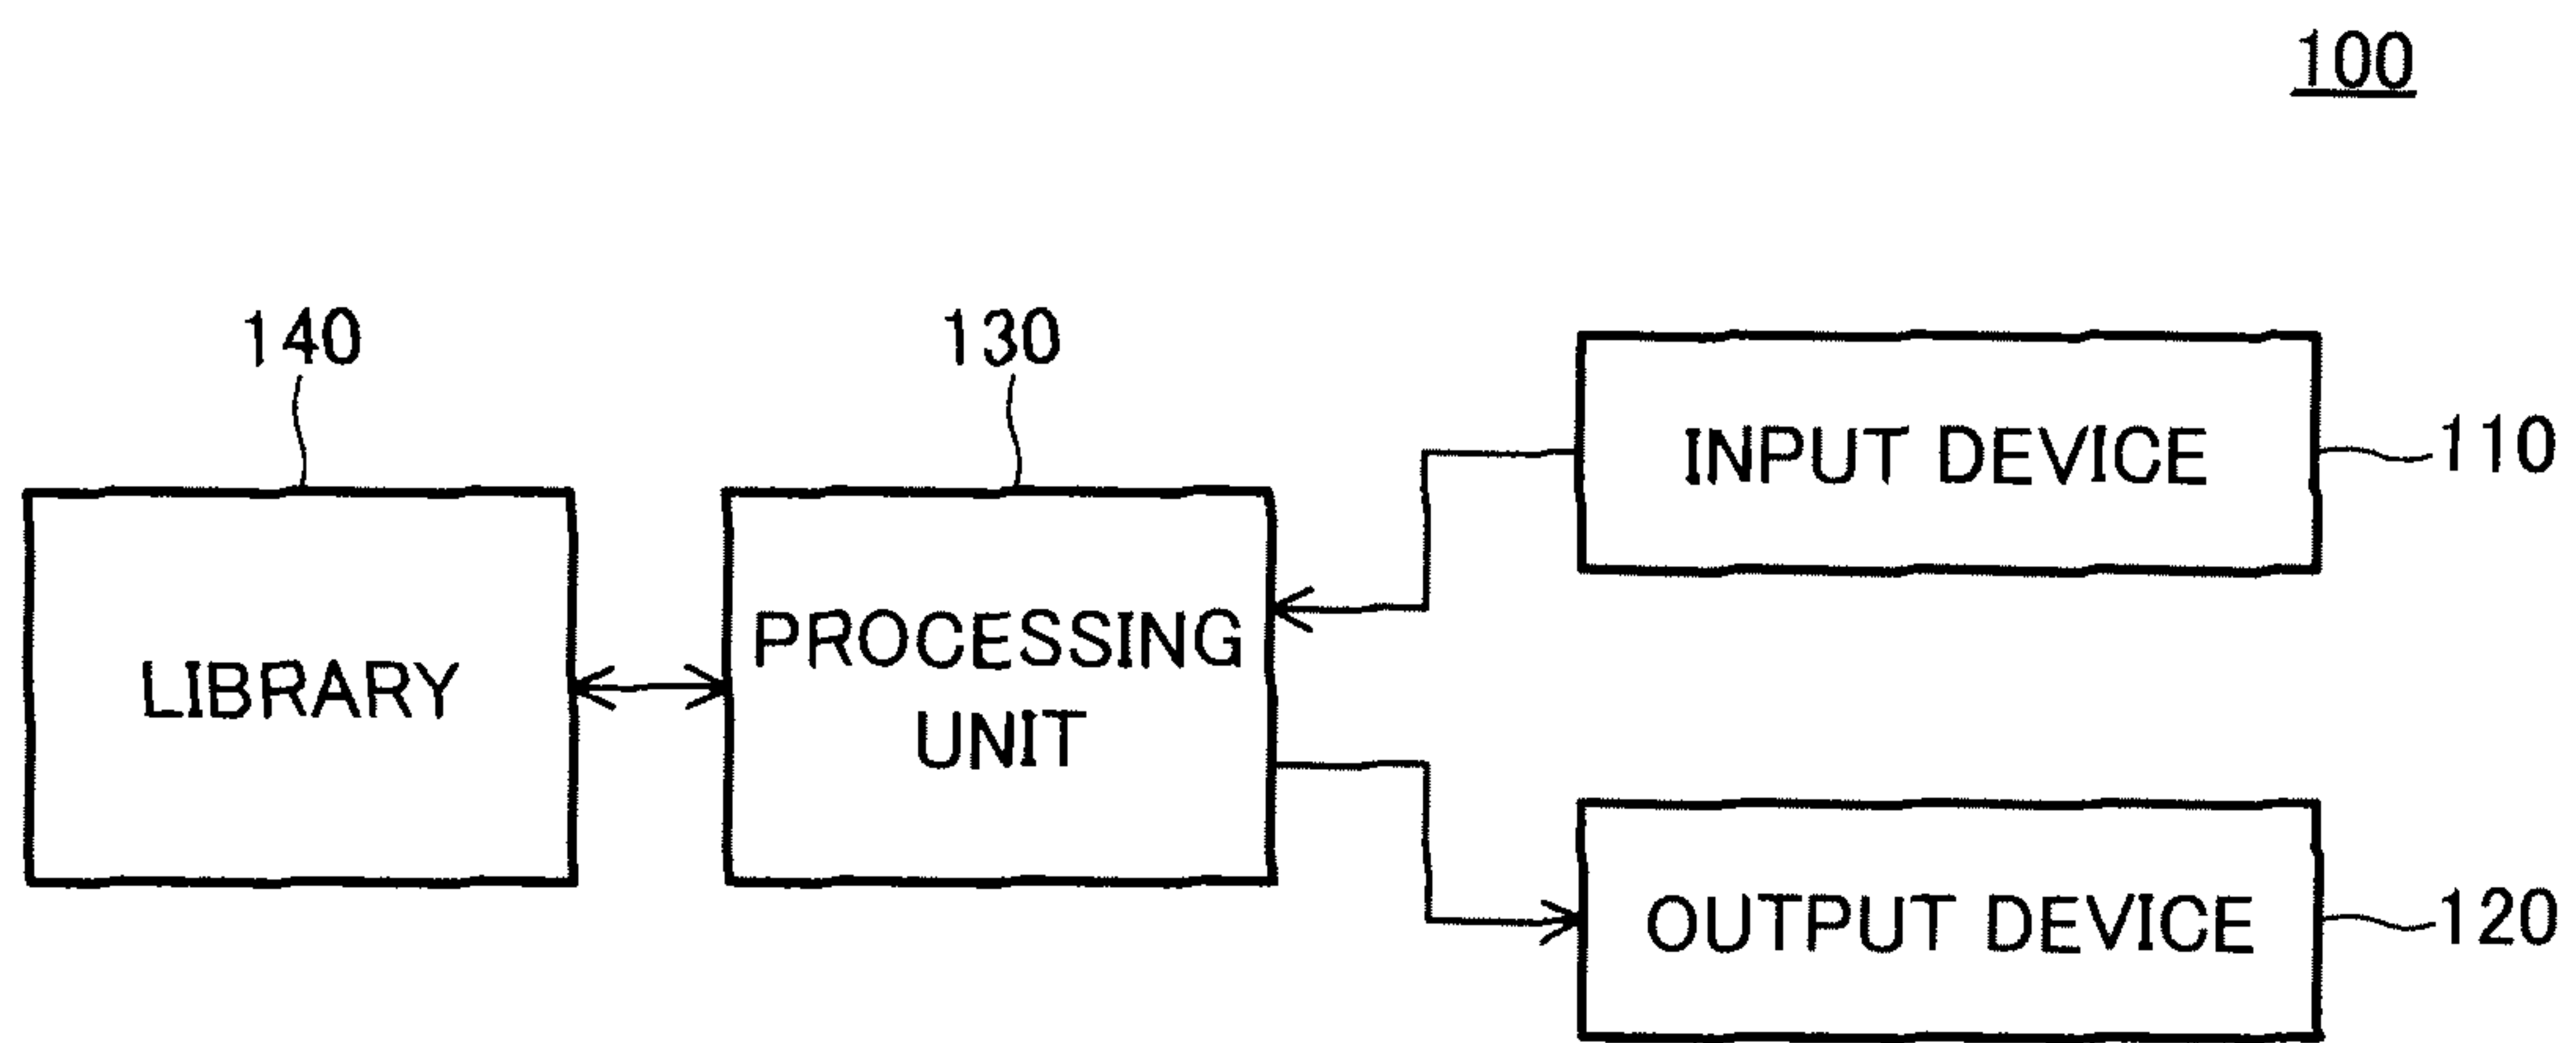 100
140
130
INPUT DEVICE
110
LIBRARY
PROCESSING
UNIT
OUTPUT DEVICE
120